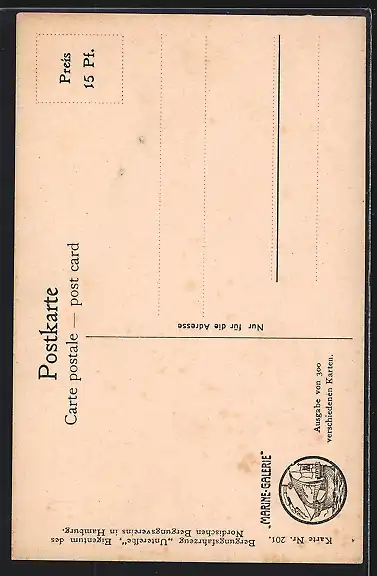 Postkarte
Carte postale — post card
Preis
15 Pf.
Nur für die Adresse
Bergungsfahrzeug „Unterelbe“, Eigentum des
Nordischen Bergungsvereins in Hamburg.
„MARINE-GALERIE“
Karte Nr. 201.
Ausgabe von 300
verschiedenen Karten.